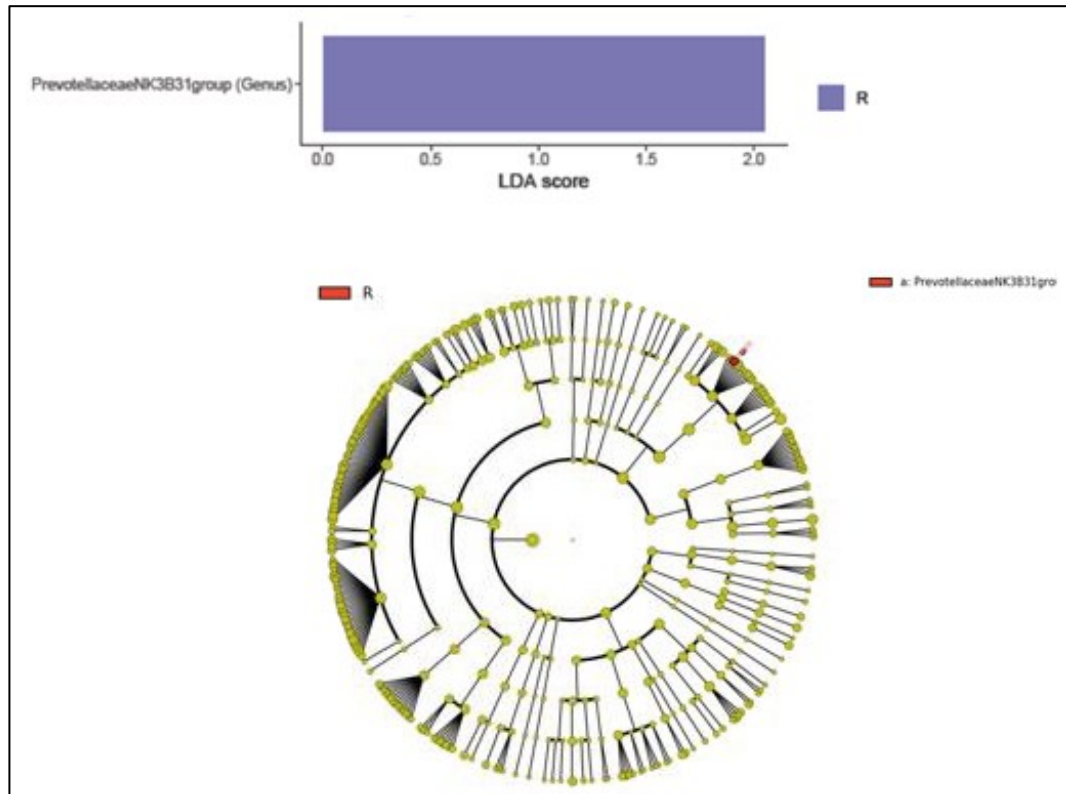 PrevotellaceaeNK3B31group (Genus)
R
0.0 0.5 1.0 1.5 2.0
LDA score
R
a: PrevotellaceaeNK3B31gro
a